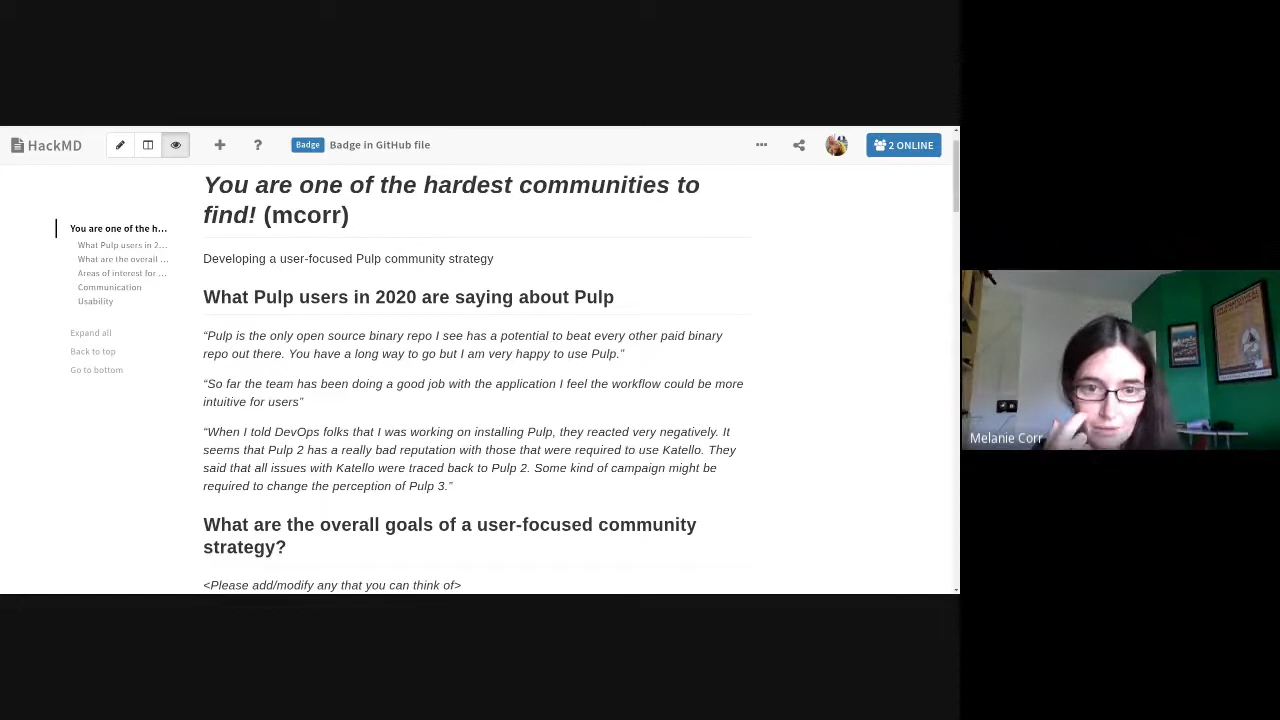 HackMD
Badge Badge in GitHub file
2 ONLINE
You are one of the hardest communities to
find! (mcorr)
Developing a user-focused Pulp community strategy
You are one of the h...
What Pulp users in 2...
What are the overall ...
Areas of interest for ...
Communication
Usability
Expand all
Back to top
Go to bottom
What Pulp users in 2020 are saying about Pulp
“Pulp is the only open source binary repo I see has a potential to beat every other paid binary
repo out there. You have a long way to go but I am very happy to use Pulp.”
“So far the team has been doing a good job with the application I feel the workflow could be more
intuitive for users”
“When I told DevOps folks that I was working on installing Pulp, they reacted very negatively. It
seems that Pulp 2 has a really bad reputation with those that were required to use Katello. They
said that all issues with Katello were traced back to Pulp 2. Some kind of campaign might be
required to change the perception of Pulp 3.”
What are the overall goals of a user-focused community
strategy?
<Please add/modify any that you can think of>
Melanie Corr